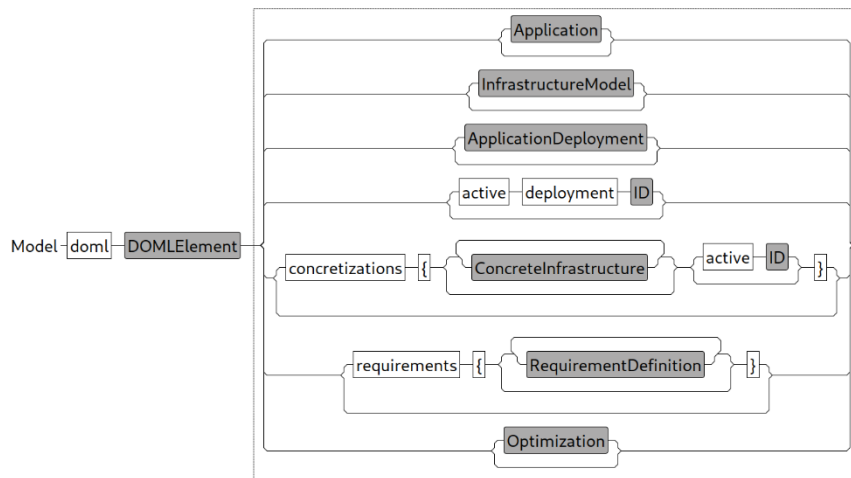 Application
InfrastructureModel
ApplicationDeployment
active deployment ID
Model doml DOMLElement
concretizations { ConcreteInfrastructure active ID }
requirements { RequirementDefinition }
Optimization